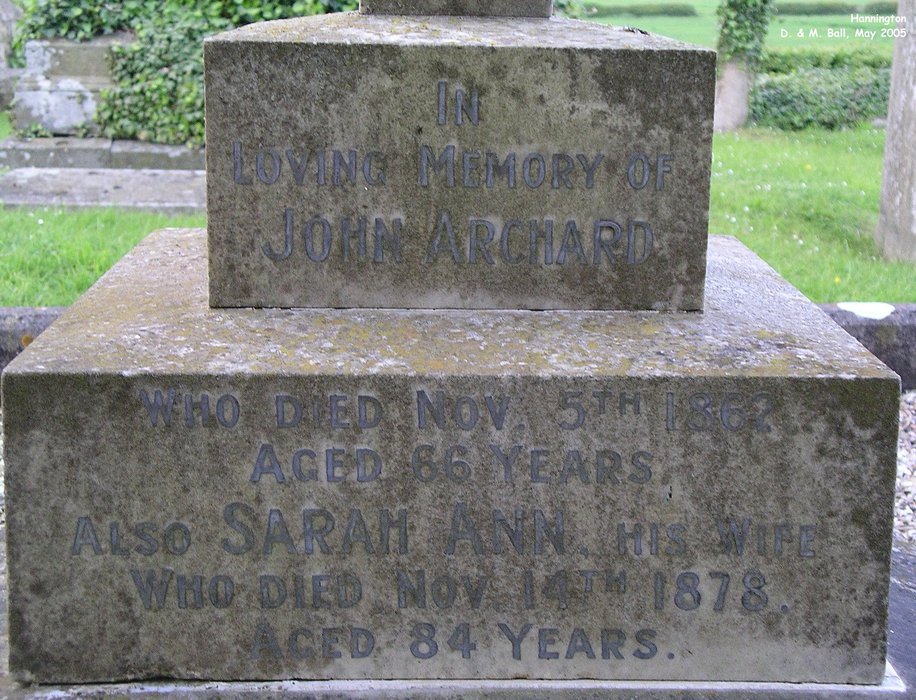 Hannington
D. & M. Ball, May 2005
In
Loving Memory of
John Archard
Who died Nov. 5th 1862
Aged 66 Years
Also Sarah Ann, his Wife
Who died Nov. 14th 1878.
Aged 84 Years.